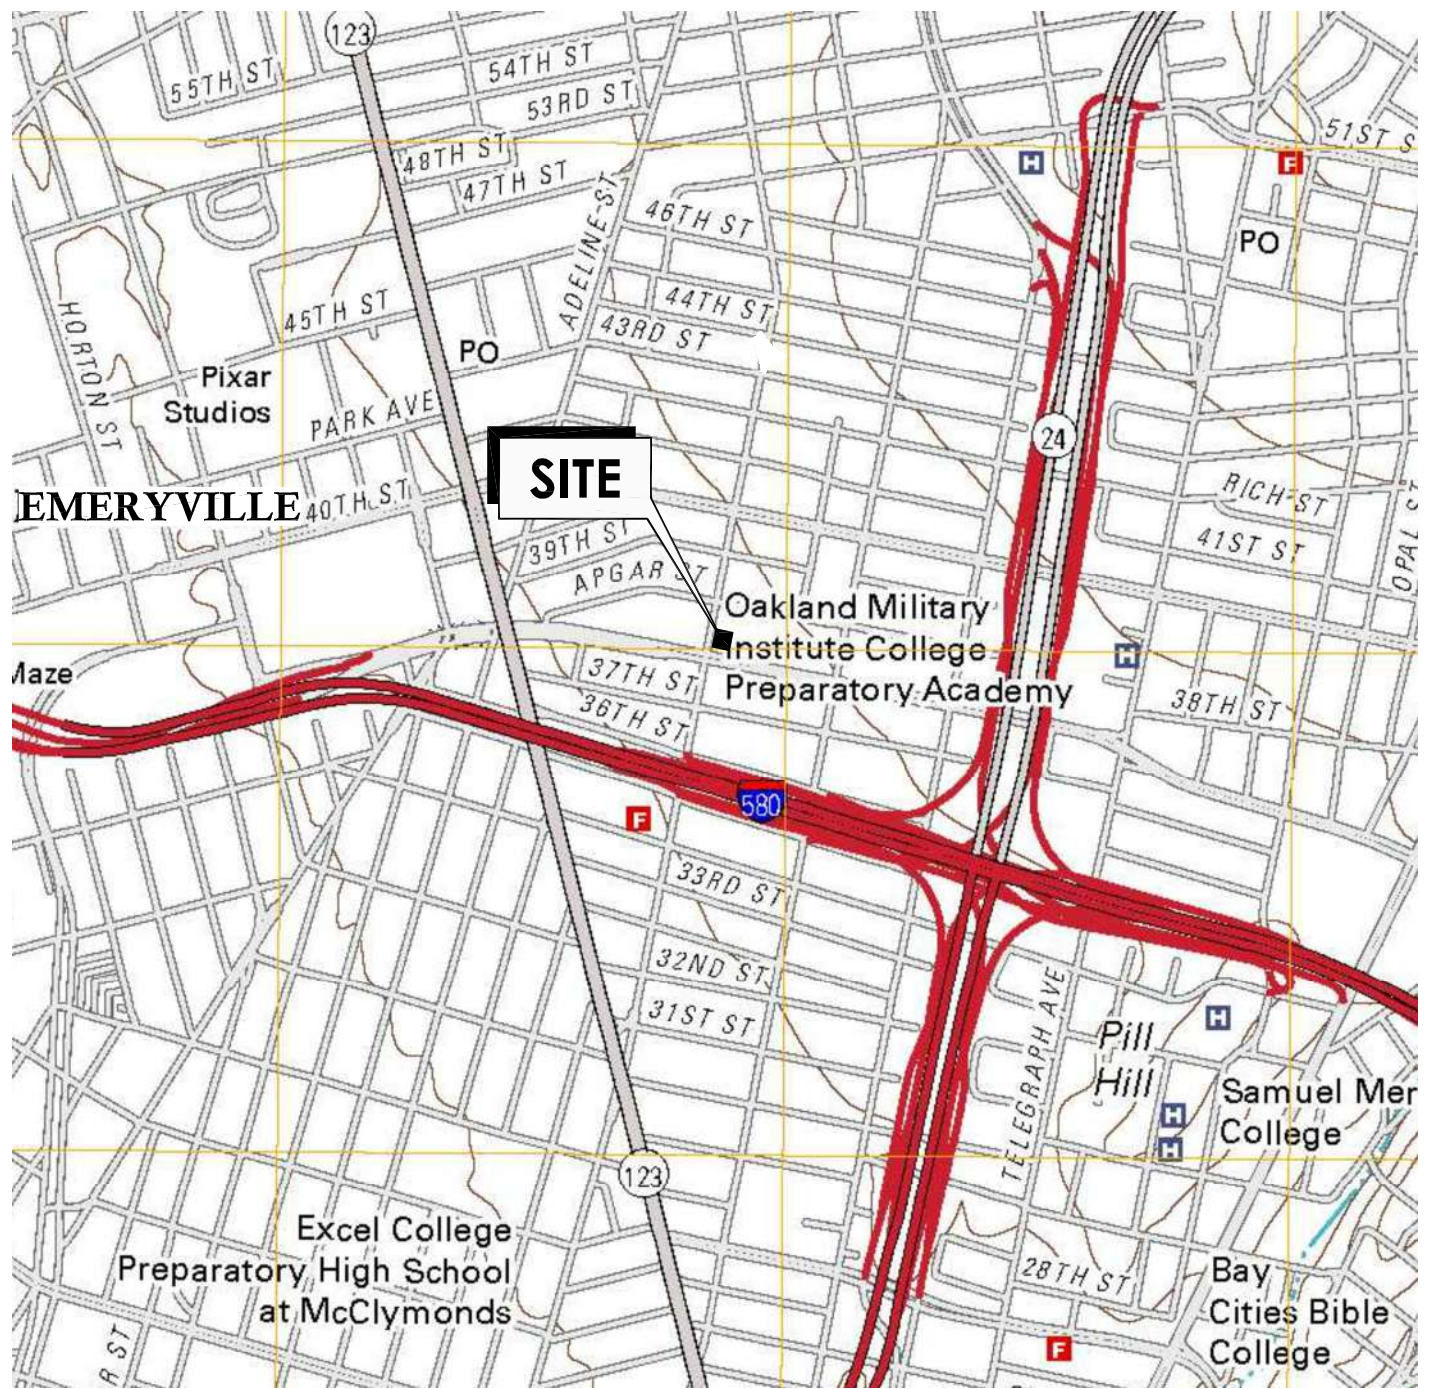 123
54TH ST
55TH ST
53RD ST
51ST S
48TH ST
47TH ST
46TH ST
PO
ADELINE ST
44TH ST
45TH ST
43RD ST
HORTON ST
PO
Pixar
Studios
PARK AVE
24
SITE
RICH ST
EMERYVILLE
40TH ST
39TH ST
41ST ST
OPAL ST
APGAR ST
Oakland Military
Institute College
Preparatory Academy
Maze
37TH ST
36TH ST
38TH ST
580
F
H
33RD ST
32ND ST
31ST ST
TELEGRAPH AVE
Pill
Hill
Samuel Mer
College
123
Excel College
Preparatory High School
at McClymonds
28TH ST
Bay
Cities Bible
College
R ST
F